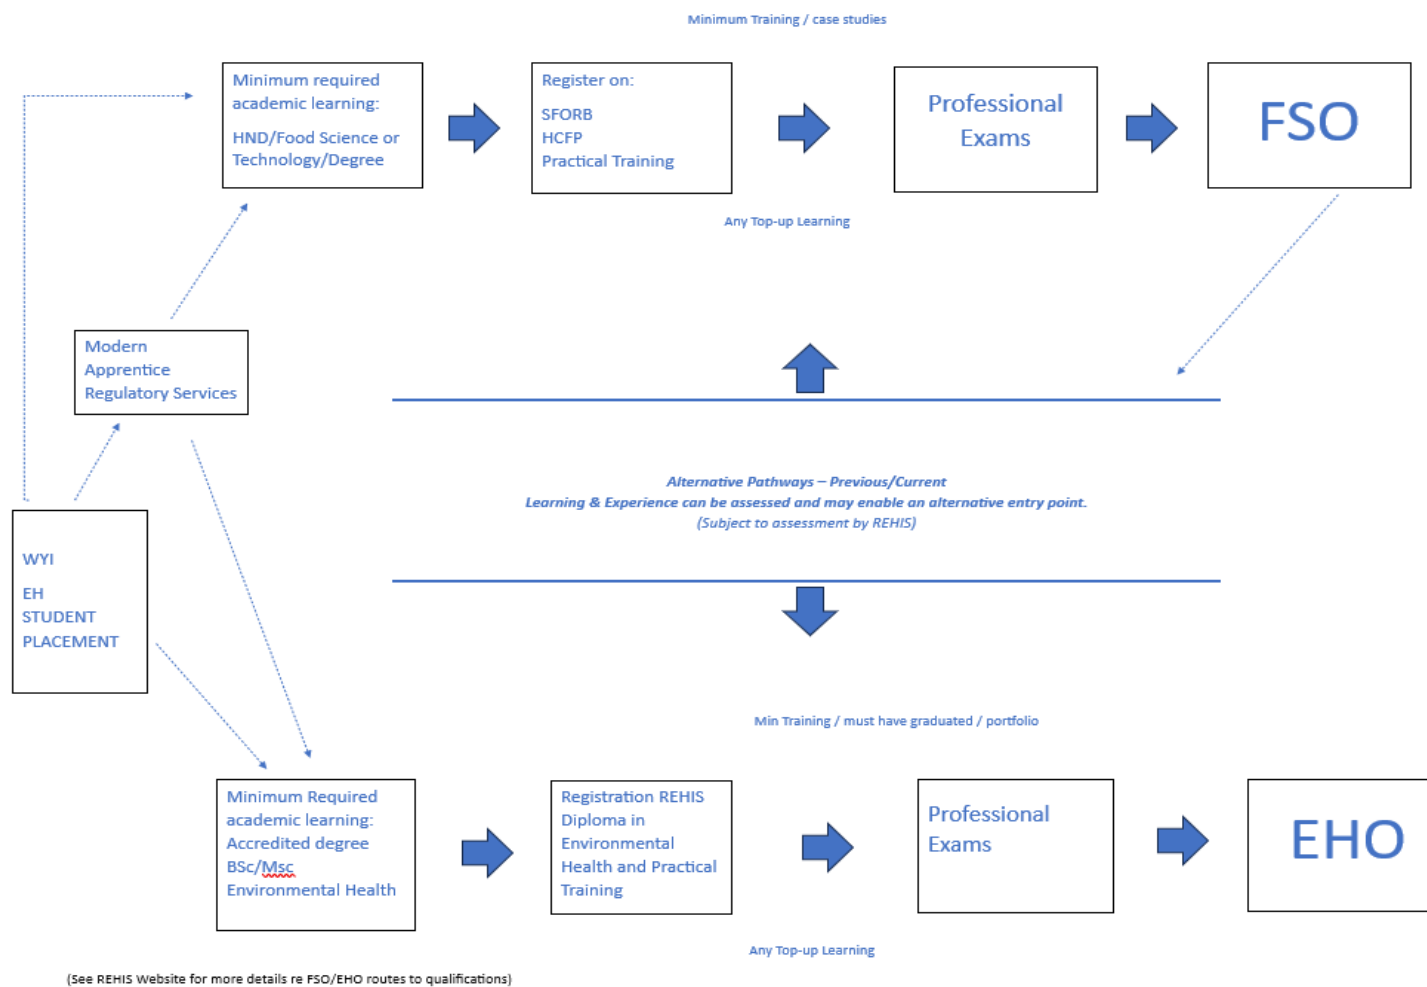 Minimum Training / case studies
Minimum required
academic learning:
HND/Food Science or
Technology/Degree
Register on:
SFORB
HCFP
Practical Training
Professional
Exams
FSO
Any Top-up Learning
Modern
Apprentice
Regulatory Services
Alternative Pathways – Previous/Current
Learning & Experience can be assessed and may enable an alternative entry point.
(Subject to assessment by REHIS)
WYI
EH
STUDENT
PLACEMENT
Min Training / must have graduated / portfolio
Minimum Required
academic learning:
Accredited degree
BSc/Msc
Environmental Health
Registration REHIS
Diploma in
Environmental
Health and Practical
Training
Professional
Exams
EHO
Any Top-up Learning
(See REHIS Website for more details re FSO/EHO routes to qualifications)